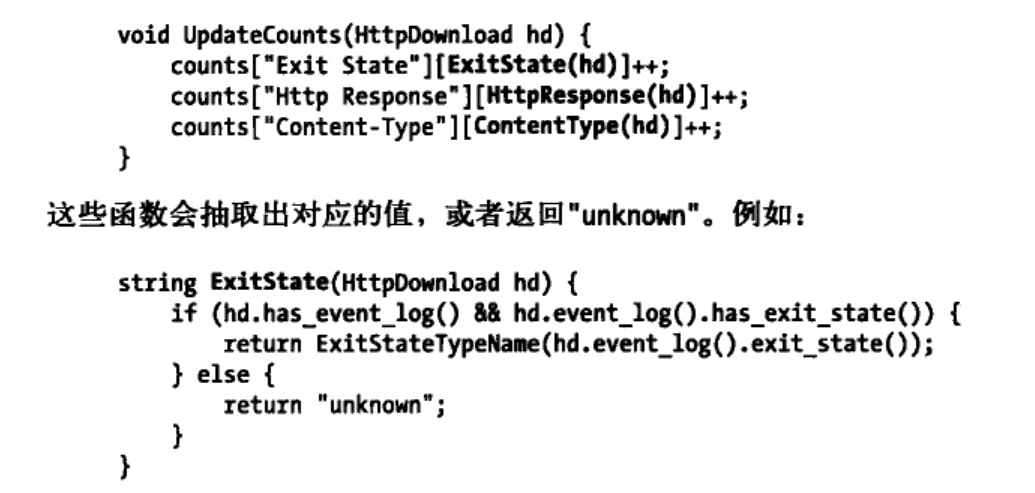 void UpdateCounts(HttpDownload hd) {
    counts["Exit State"][ExitState(hd)]++;
    counts["Http Response"][HttpResponse(hd)]++;
    counts["Content-Type"][ContentType(hd)]++;
}
这些函数会抽取出对应的值，或者返回"unknown"。例如：
string ExitState(HttpDownload hd) {
    if (hd.has_event_log() && hd.event_log().has_exit_state()) {
        return ExitStateTypeName(hd.event_log().exit_state());
    } else {
        return "unknown";
    }
}